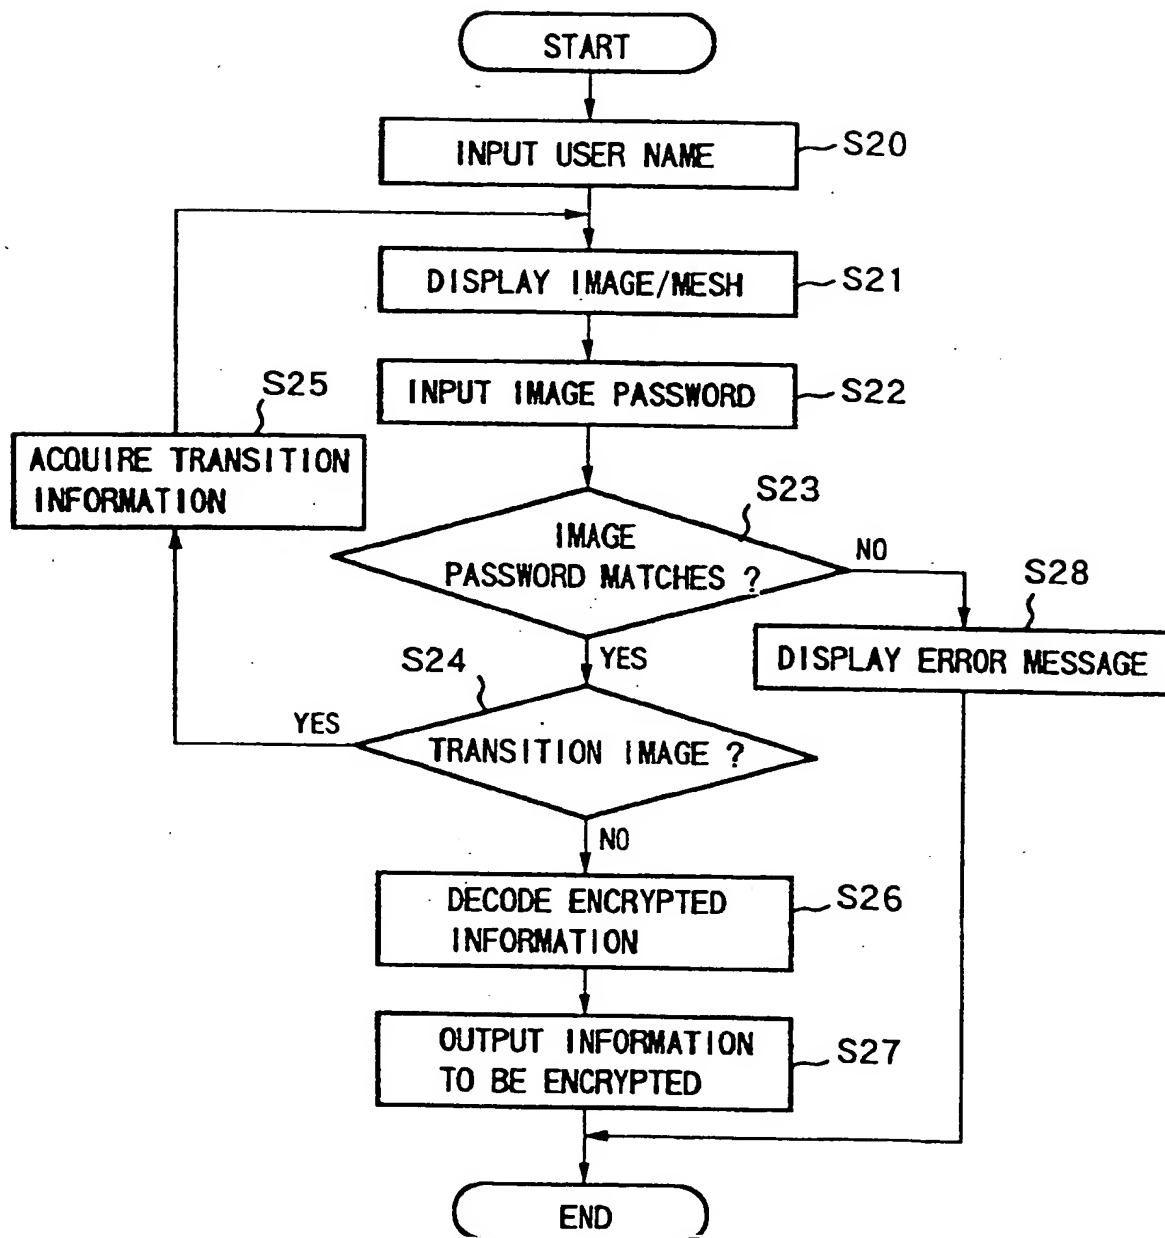 START
INPUT USER NAME
S20
DISPLAY IMAGE/MESH
S21
INPUT IMAGE PASSWORD
S22
S25
ACQUIRE TRANSITION
INFORMATION
S23
IMAGE
PASSWORD MATCHES ?
NO
S28
DISPLAY ERROR MESSAGE
YES
S24
YES
TRANSITION IMAGE ?
NO
DECODE ENCRYPTED
INFORMATION
S26
OUTPUT INFORMATION
TO BE ENCRYPTED
S27
END